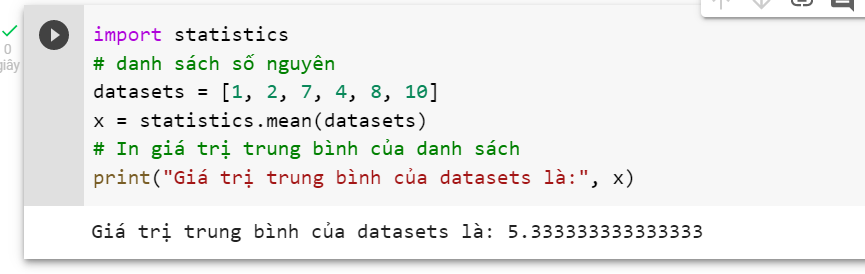 import statistics
# danh sách số nguyên
datasets = [1, 2, 7, 4, 8, 10]
x = statistics.mean(datasets)
# In giá trị trung bình của danh sách
print("Giá trị trung bình của datasets là:", x)
0
giây
Giá trị trung bình của datasets là: 5.333333333333333